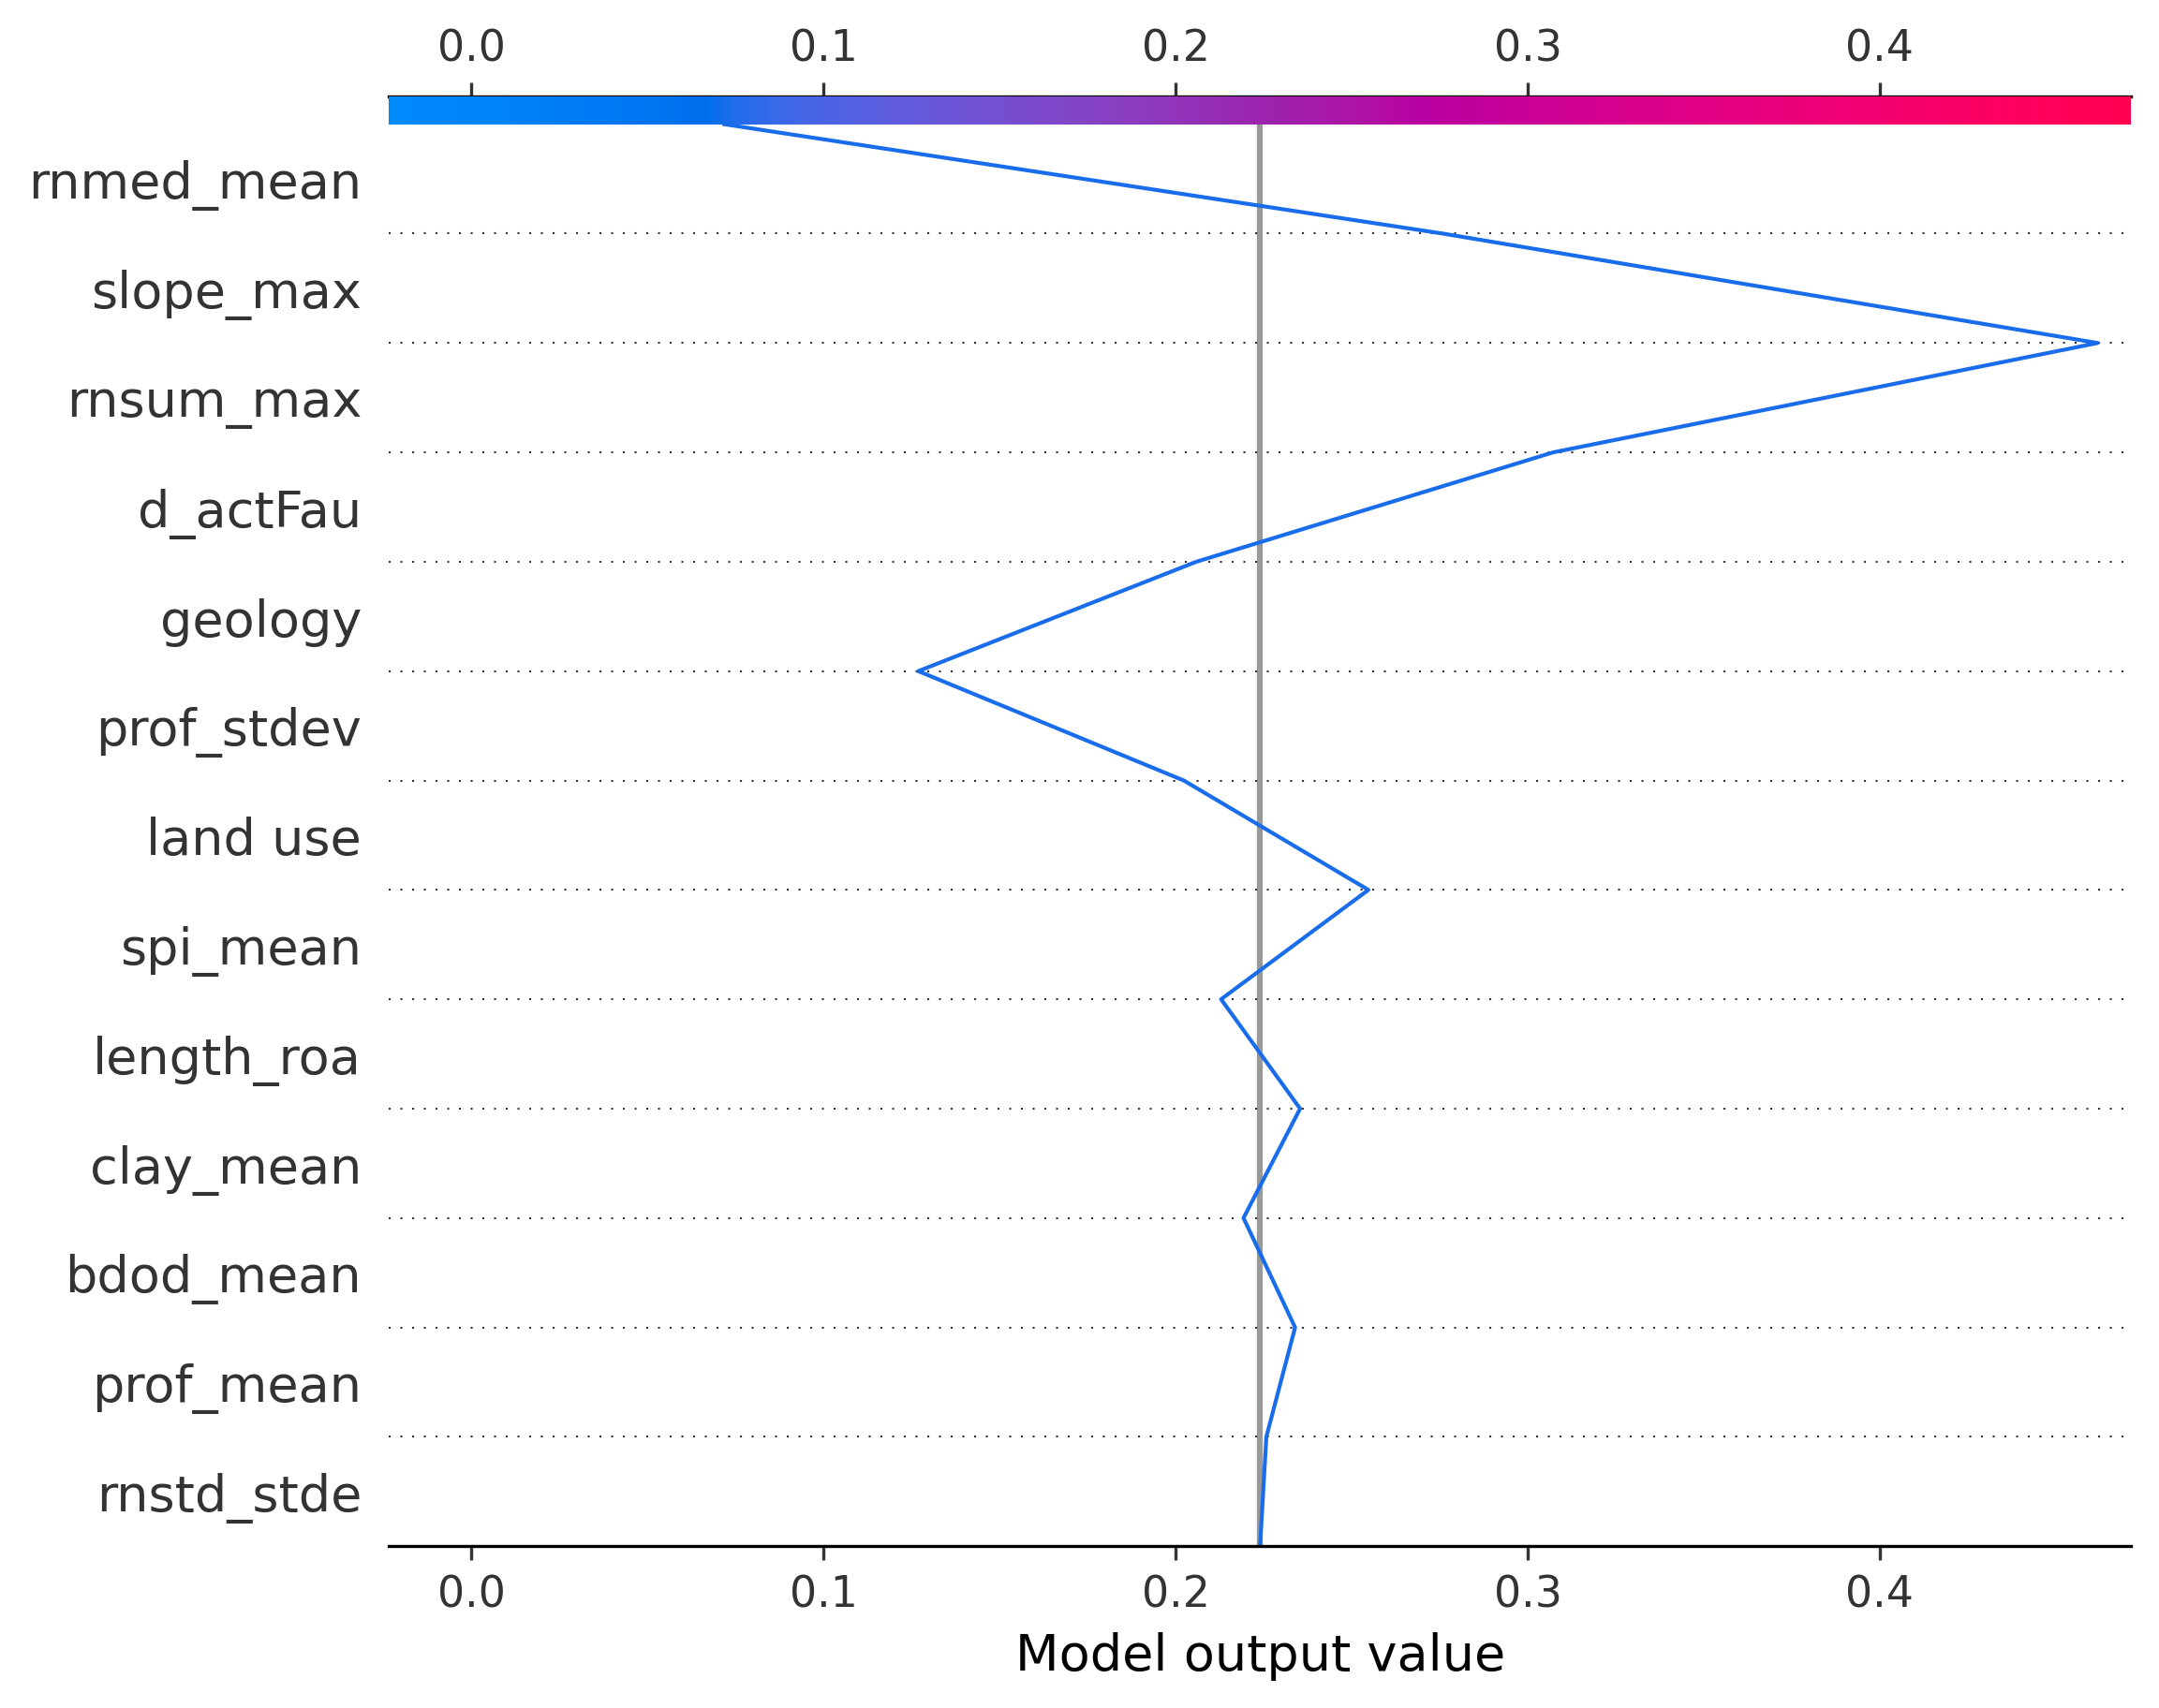 0.0 0.1 0.2 0.3 0.4
rnmed_mean
slope_max
rnsum_max
d_actFau
geology
prof_stdev
land use
spi_mean
length_roa
clay_mean
bdod_mean
prof_mean
rnstd_stde
0.0 0.1 0.2 0.3 0.4
Model output value